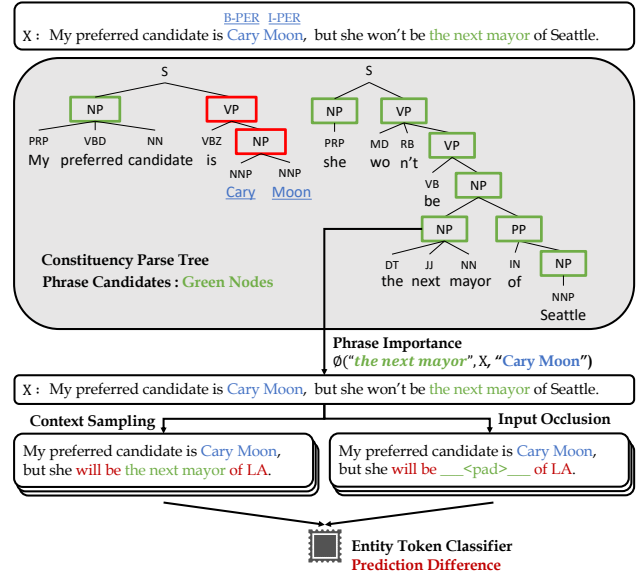 B-PER I-PER
X : My preferred candidate is Cary Moon, but she won't be the next mayor of Seattle.
S S
NP VP NP VP
PRP VBD NN VBZ NP PRP MD RB VP
My preferred candidate is she wo n't
NNP NNP VB NP
Cary Moon be
NP PP
Constituency Parse Tree DT JJ NN IN NP
Phrase Candidates : Green Nodes the next mayor of
NNP
Seattle
Phrase Importance
Ø("the next mayor", X, "Cary Moon")
X : My preferred candidate is Cary Moon, but she won't be the next mayor of Seattle.
Context Sampling Input Occlusion
My preferred candidate is Cary Moon,
but she will be the next mayor of LA.
My preferred candidate is Cary Moon,
but she will be ___<pad>___ of LA.
Entity Token Classifier
Prediction Difference